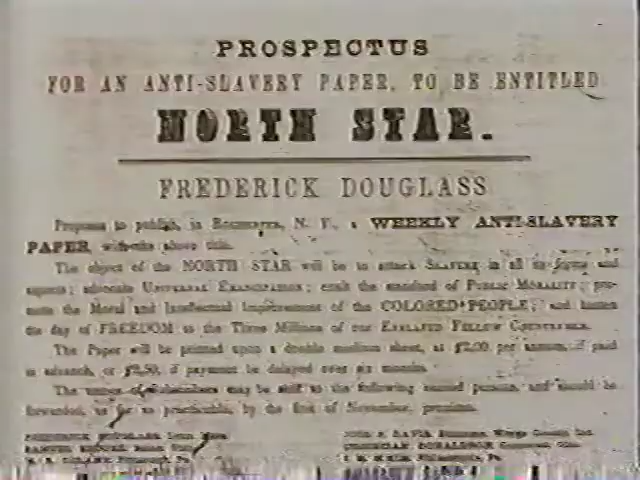 PROSPECTUS
FOR AN ANTI-SLAVERY PAPER, TO BE ENTITLED
NORTH STAR.
FREDERICK DOUGLASS
Proposes to publish, in ROCHESTER, N. Y., a WEEKLY ANTI-SLAVERY
PAPER, with the above title.
The object of the NORTH STAR will be to attack SLAVERY in all its forms and
aspects; advocate UNIVERSAL EMANCIPATION; exalt the standard of PUBLIC MORALITY; pro-
mote the Moral and Intellectual Improvement of the COLORED PEOPLE; and hasten
the day of FREEDOM to the Three Millions of our ENSLAVED FELLOW COUNTRYMEN.
The Paper will be printed upon a double medium sheet, at $2,00 per annum, if paid
in advance, or $2,50, if payment be delayed over six months.
The names of Subscribers may be sent to the following named persons, and should be
forwarded, as far as practicable, by the first of November, proximo.
FREDERICK DOUGLASS, Lynn, Mass.